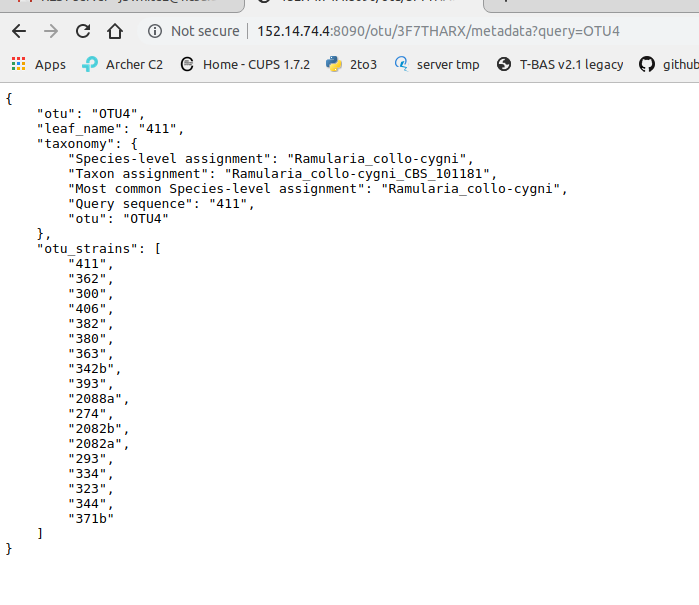 Not secure | 152.14.74.4:8090/otu/3F7THARX/metadata?query=OTU4
Apps Archer C2 Home - CUPS 1.7.2 2to3 server tmp T-BAS v2.1 legacy github
{
    "otu": "OTU4",
    "leaf_name": "411",
    "taxonomy": {
        "Species-level assignment": "Ramularia_collo-cygni",
        "Taxon assignment": "Ramularia_collo-cygni_CBS_101181",
        "Most common Species-level assignment": "Ramularia_collo-cygni",
        "Query sequence": "411",
        "otu": "OTU4"
    },
    "otu_strains": [
        "411",
        "362",
        "300",
        "406",
        "382",
        "380",
        "363",
        "342b",
        "393",
        "2088a",
        "274",
        "2082b",
        "2082a",
        "293",
        "334",
        "323",
        "344",
        "371b"
    ]
}